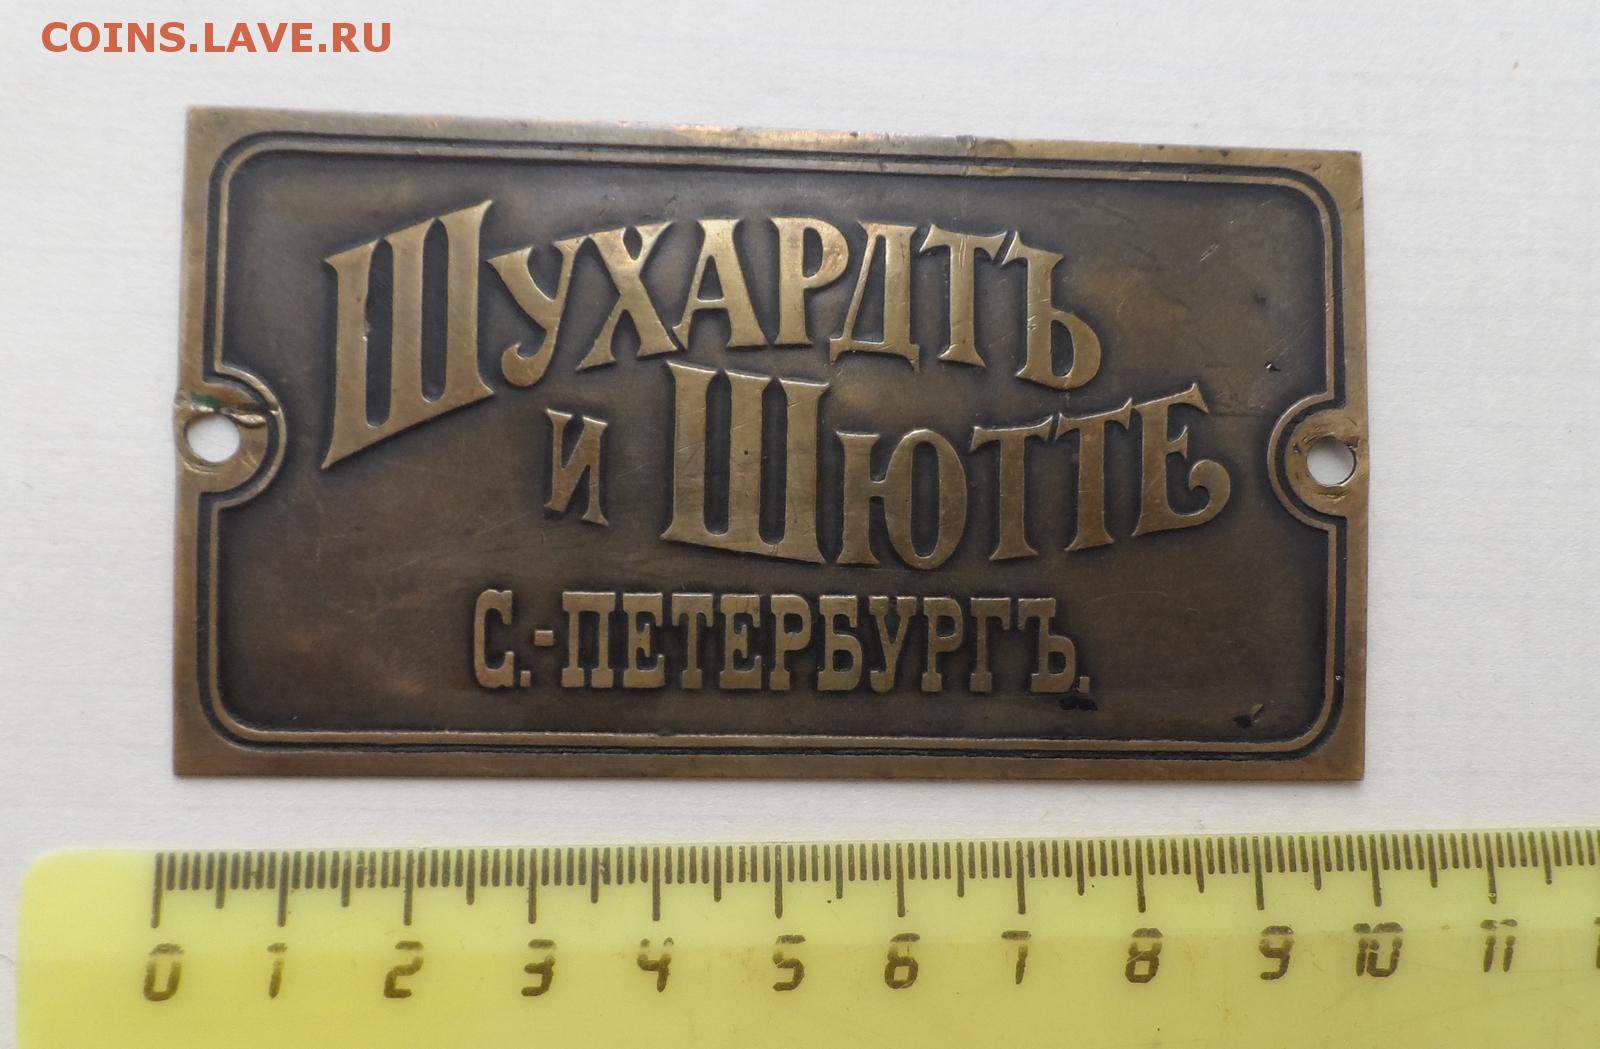 COINS.LAVE.RU
ШУХАРДТЪ
И ШЮТТЕ
С.-ПЕТЕРБУРГЪ.
0 1 2 3 4 5 6 7 8 9 10 11